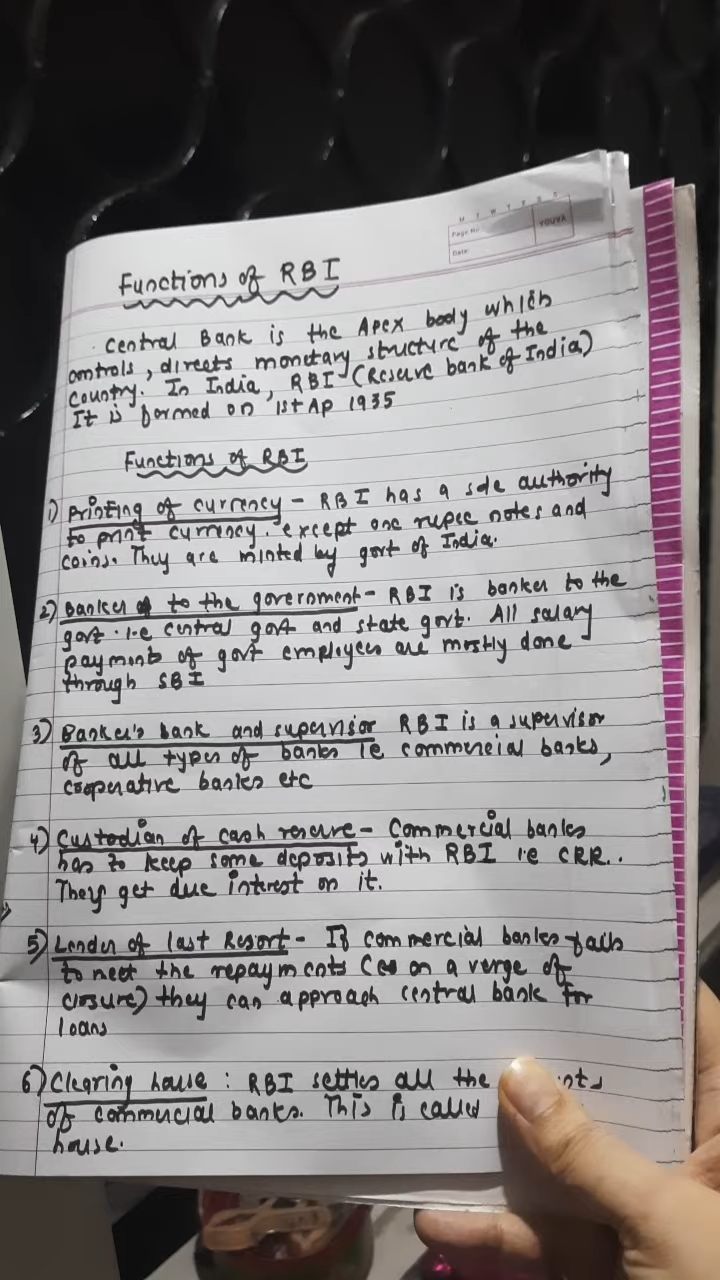 M T W T F S
Page No.
Date
YOUVA
Functions of RBI
Central Bank is the Apex body which
controls, directs monetary structure of the
country. In India, RBI (Reserve bank of India)
It is formed on 1st Ap 1935
Functions of RBI
1) Printing of currency - RBI has a sole authority
to print currency. except one rupee notes and
coins. They are minted by govt of India.
2) Banker to the government - RBI is banker to the
govt. i.e central govt and state govt. All salary
payments of govt employees are mostly done
through SBI
3) Banker's bank and supervisor RBI is a supervisor
of all types of banks ie commercial banks,
cooperative banks etc
4) Custodian of cash reserve - Commercial banks
has to keep some deposits with RBI i.e CRR..
They get due interest on it.
5) Lender of last Resort - If commercial banks fails
to meet the repayments (on a verge of
closure) they can approach central bank for
loans
6) Clearing house : RBI settles all the
of commercial banks. This is called
house.